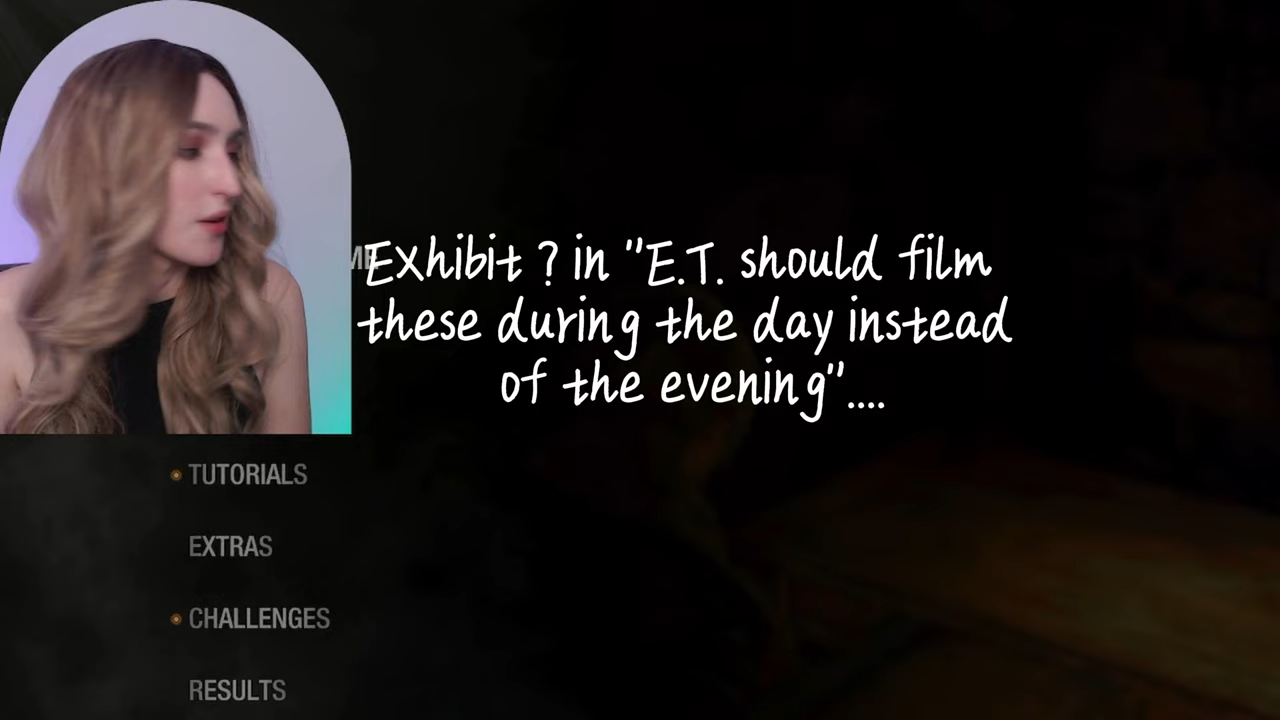 Exhibit ? in "E.T. should film
these during the day instead
of the evening"....
TUTORIALS
EXTRAS
CHALLENGES
RESULTS